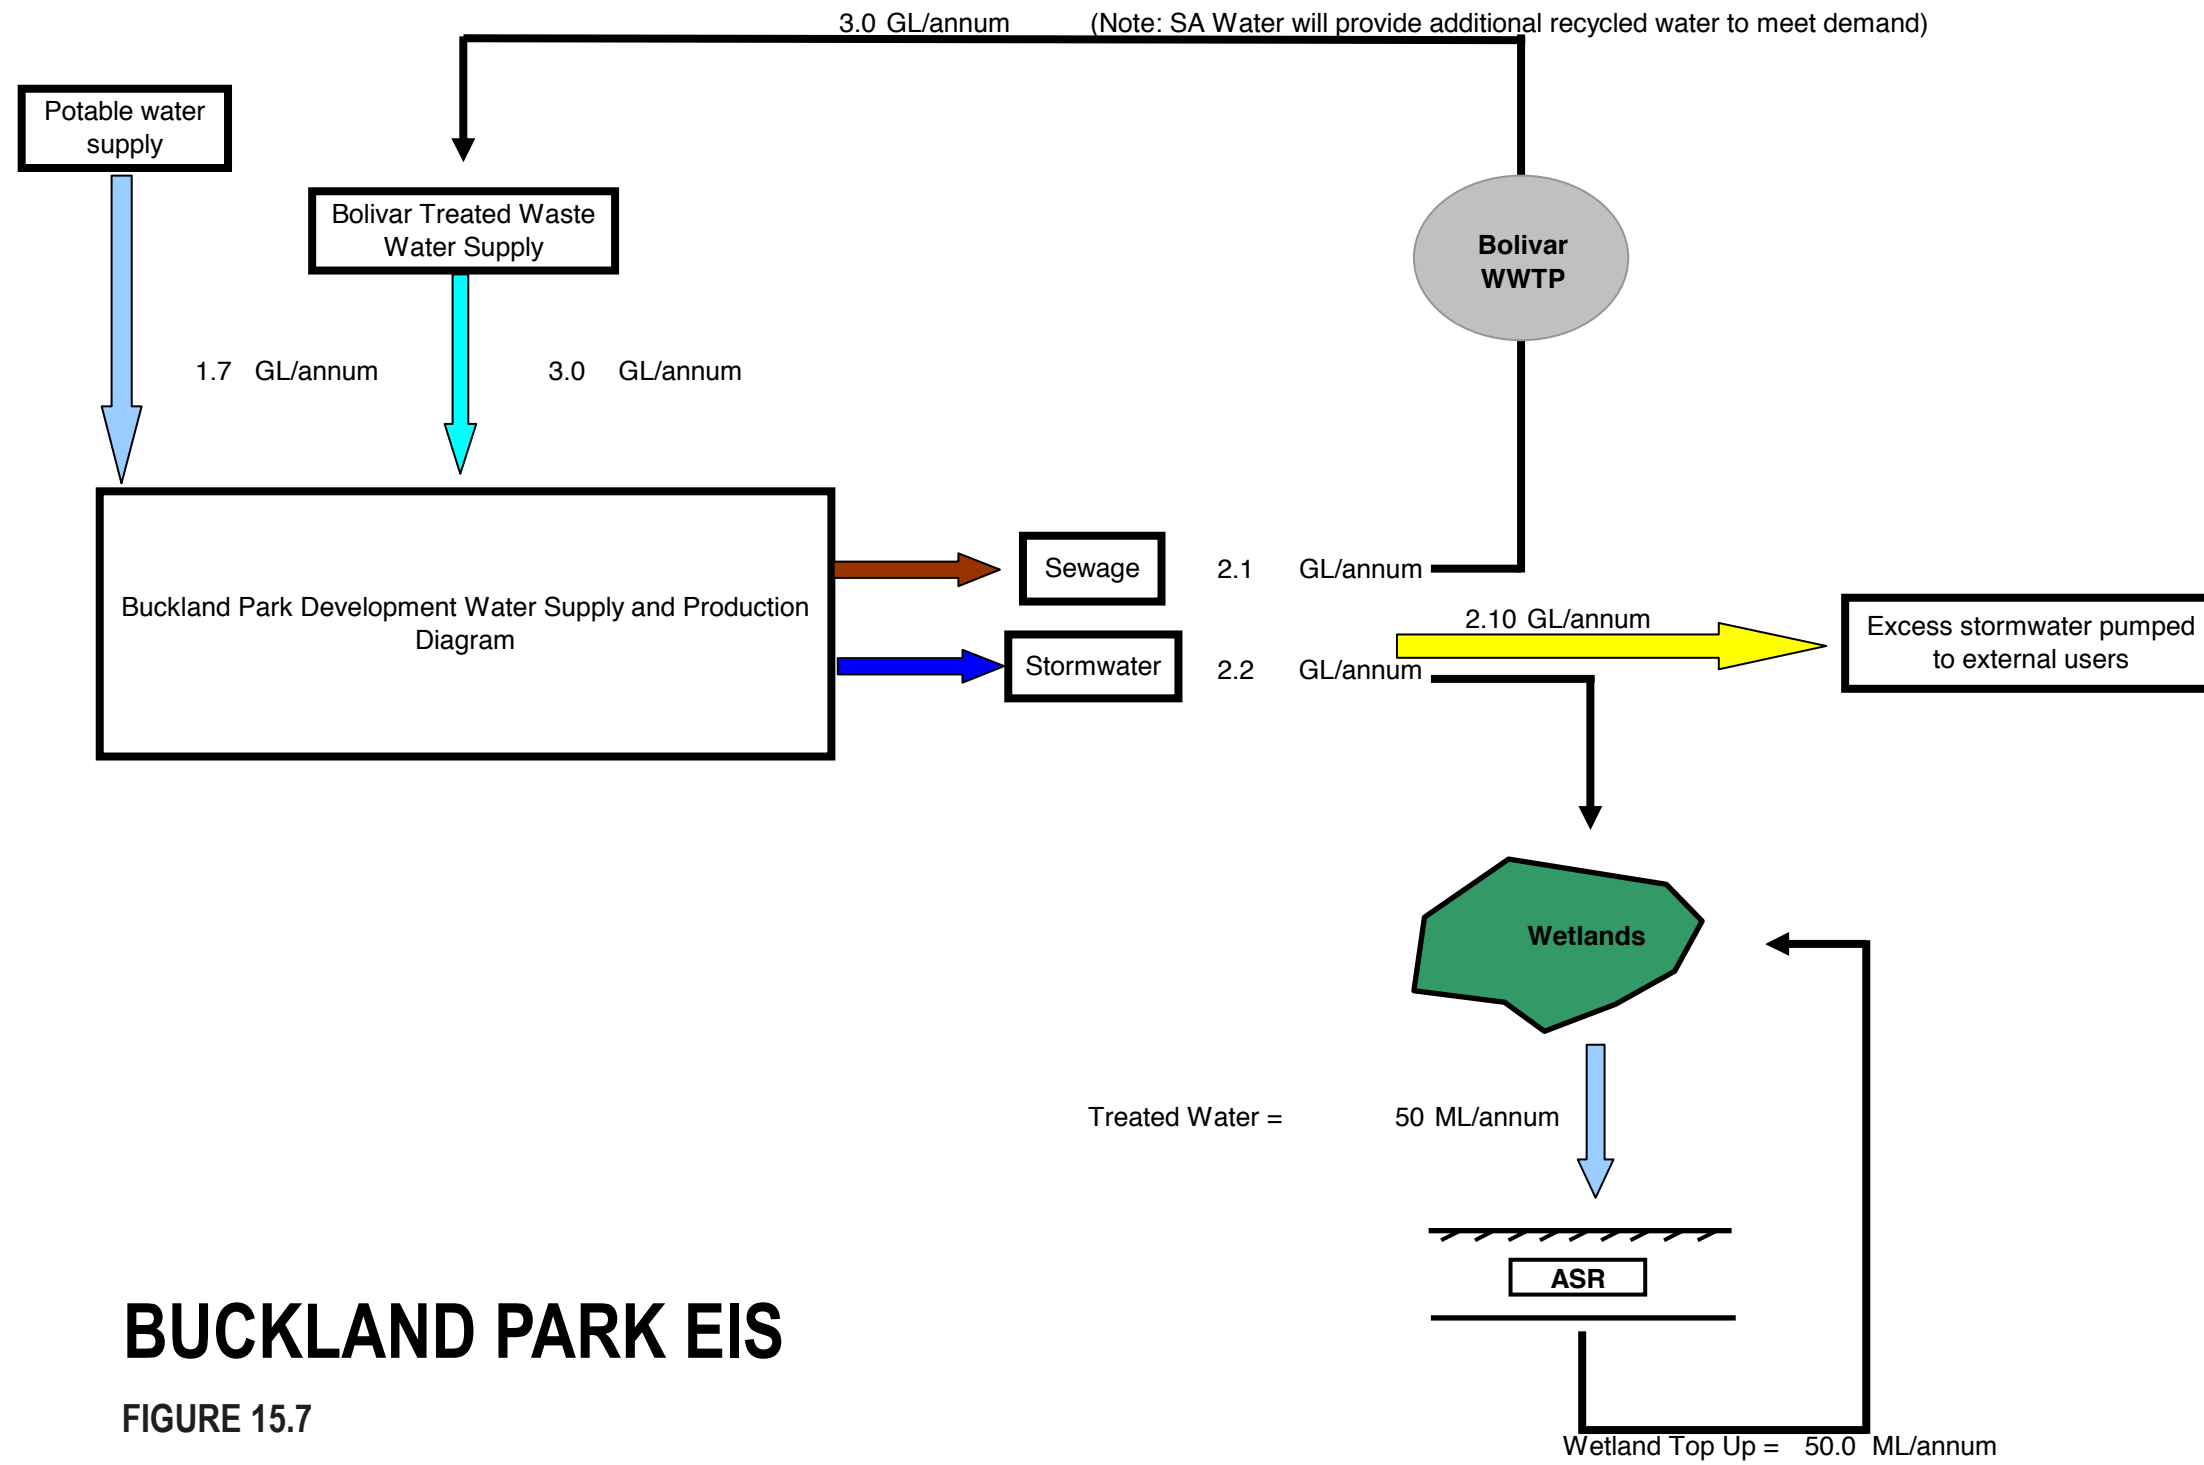 3.0 GL/annum (Note: SA Water will provide additional recycled water to meet demand)
Potable water
supply
Bolivar Treated Waste
Water Supply
Bolivar
WWTP
1.7 GL/annum
3.0 GL/annum
Buckland Park Development Water Supply and Production
Diagram
Sewage
2.1 GL/annum
2.10 GL/annum
Excess stormwater pumped
to external users
Stormwater
2.2 GL/annum
Wetlands
Treated Water = 50 ML/annum
ASR
Wetland Top Up = 50.0 ML/annum
BUCKLAND PARK EIS
FIGURE 15.7